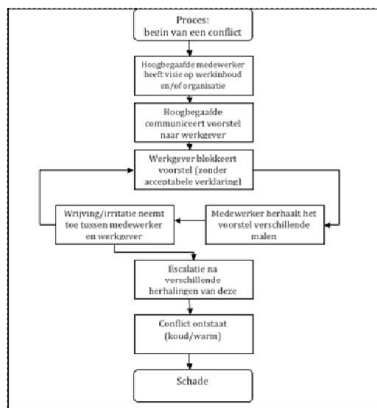 Proces:
begin van een conflict
Hoogbegaafde medewerker
heeft visie op werkinhoud
en/of organisatie
Hoogbegaafde
communiceert voorstel
naar werkgever
Werkgever blokkeert
voorstel (zonder
acceptabele verklaring)
Wrijving/irritatie neemt
toe tussen medewerker
en werkgever
Medewerker herhaalt het
voorstel verschillende
malen
Escalatie na
verschillende
herhalingen van deze
Conflict ontstaat
(koud/warm)
Schade